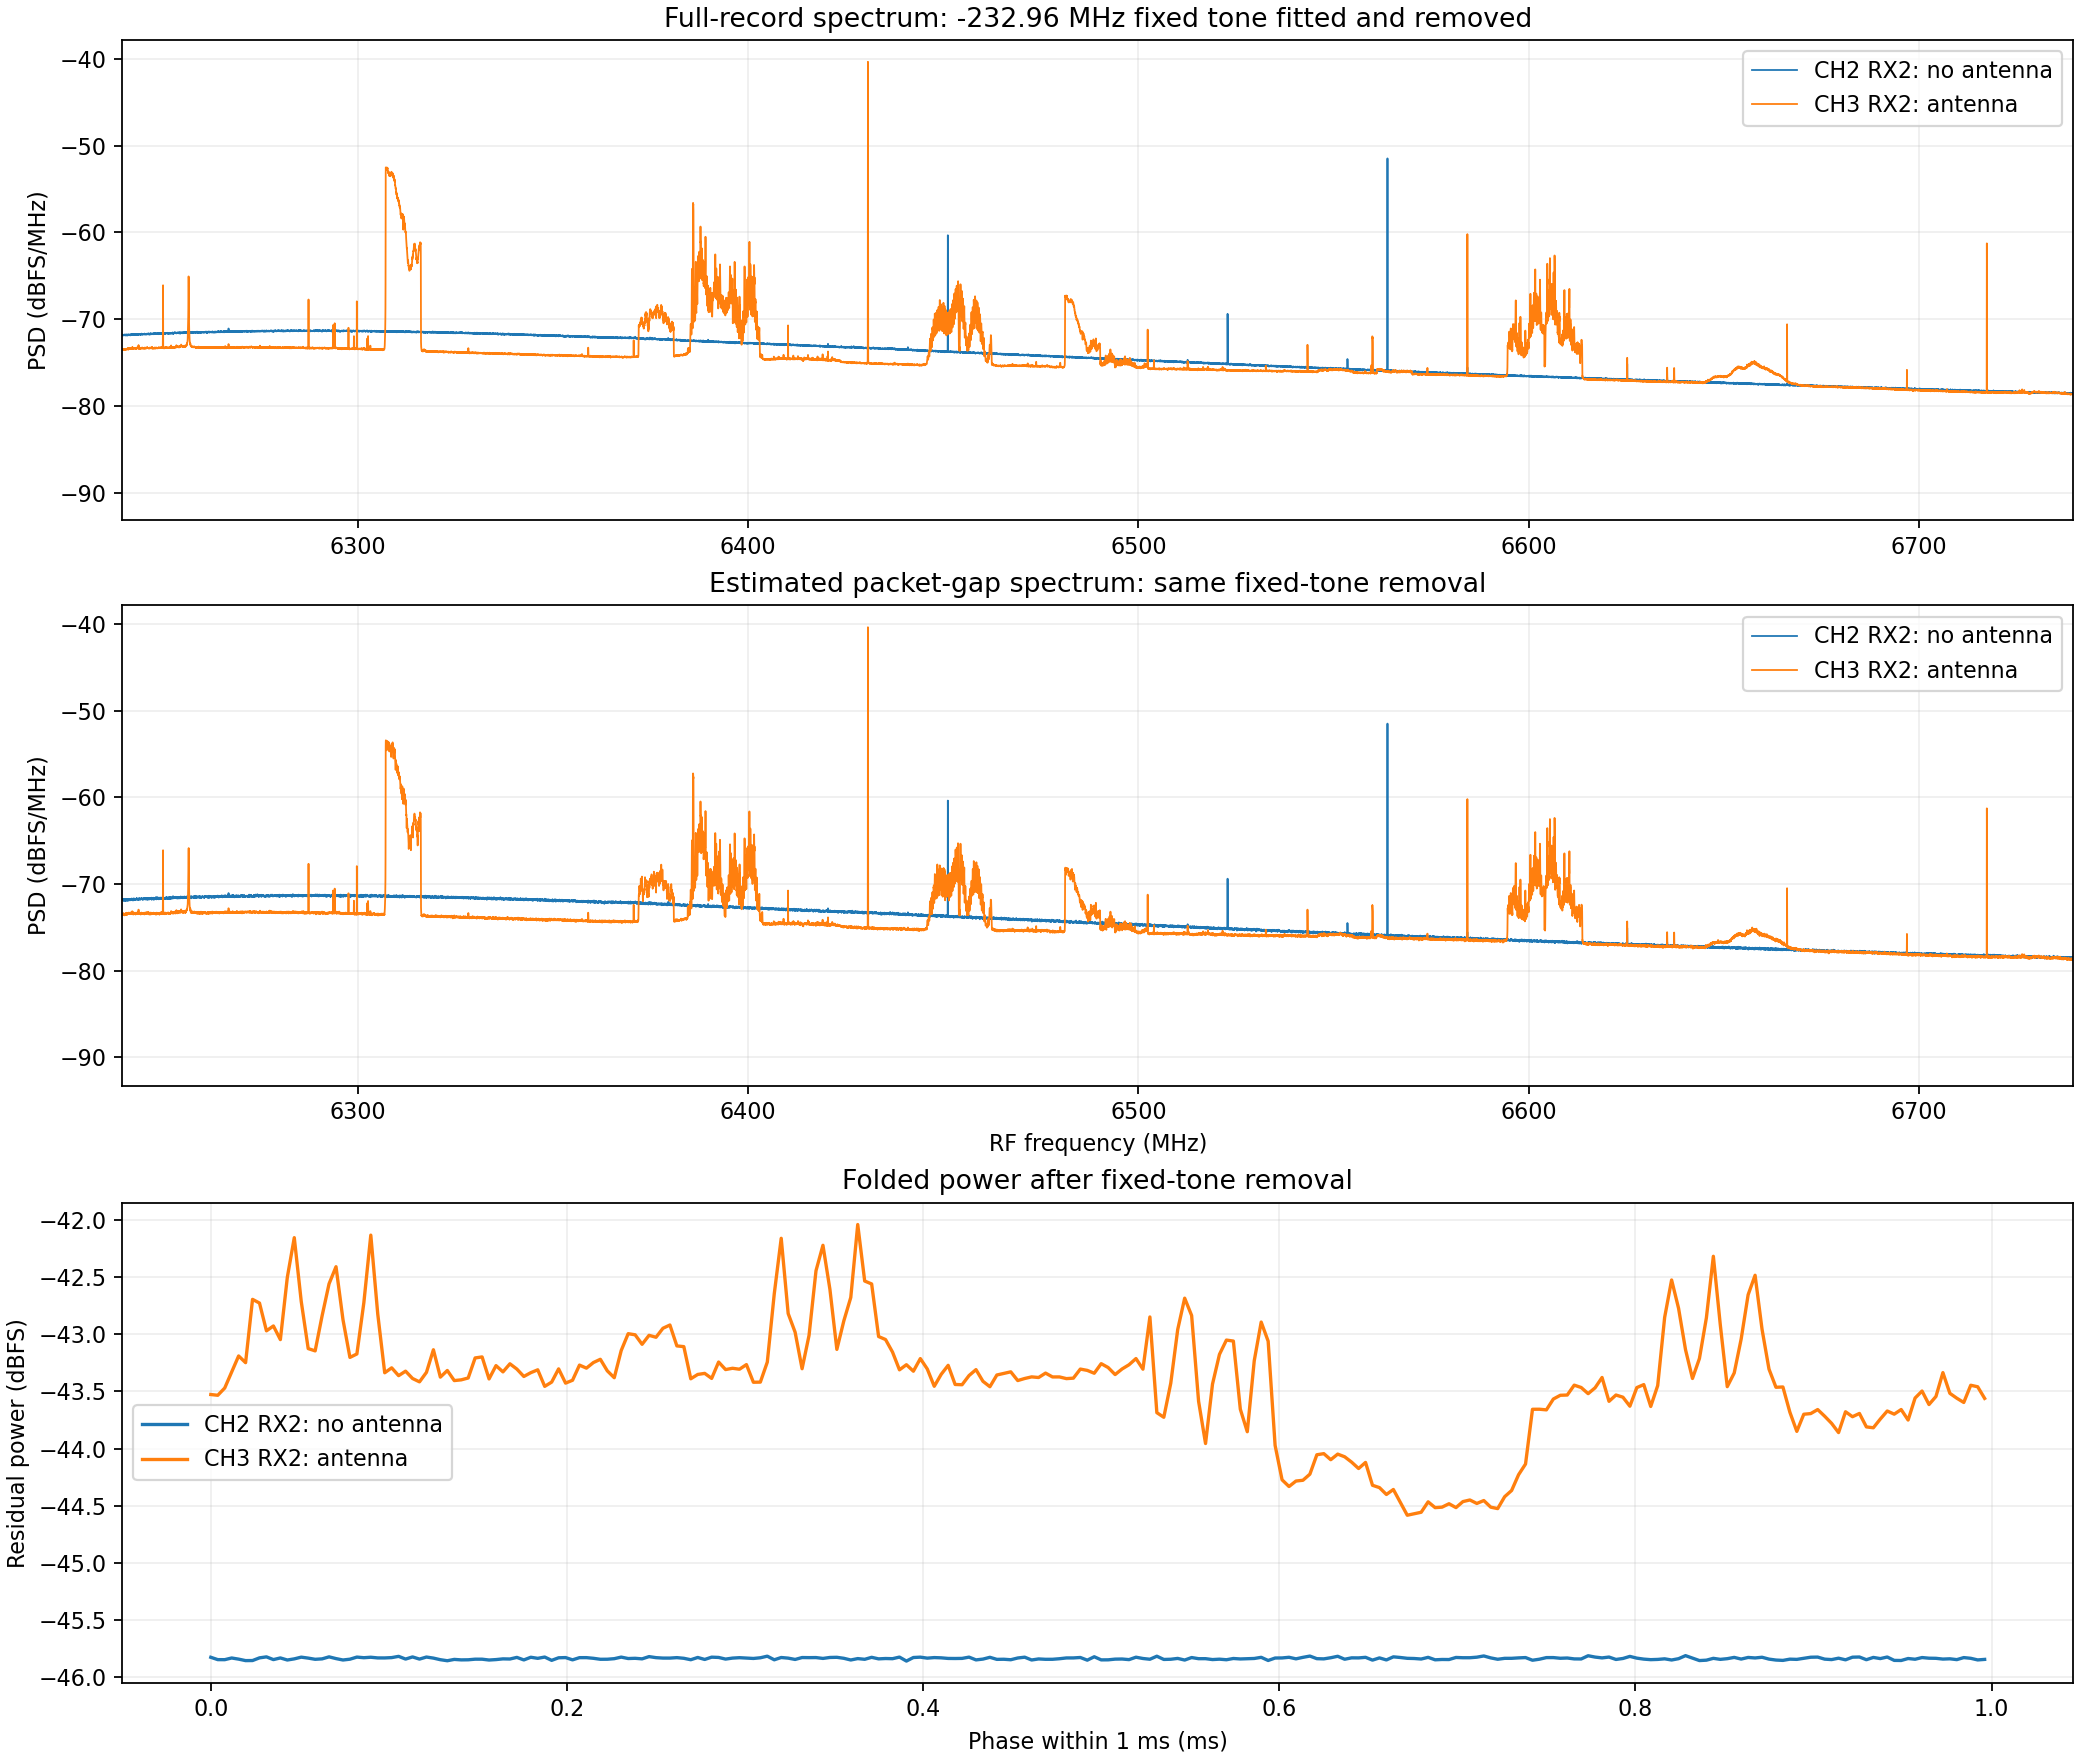 Full-record spectrum: -232.96 MHz fixed tone fitted and removed
PSD (dBFS/MHz)
−40
−50
−60
−70
−80
−90
CH2 RX2: no antenna
CH3 RX2: antenna
6300 6400 6500 6600 6700
Estimated packet-gap spectrum: same fixed-tone removal
PSD (dBFS/MHz)
−40
−50
−60
−70
−80
−90
CH2 RX2: no antenna
CH3 RX2: antenna
6300 6400 6500 6600 6700
RF frequency (MHz)
Folded power after fixed-tone removal
Residual power (dBFS)
−42.0
−42.5
−43.0
−43.5
−44.0
−44.5
−45.0
−45.5
−46.0
CH2 RX2: no antenna
CH3 RX2: antenna
0.0 0.2 0.4 0.6 0.8 1.0
Phase within 1 ms (ms)